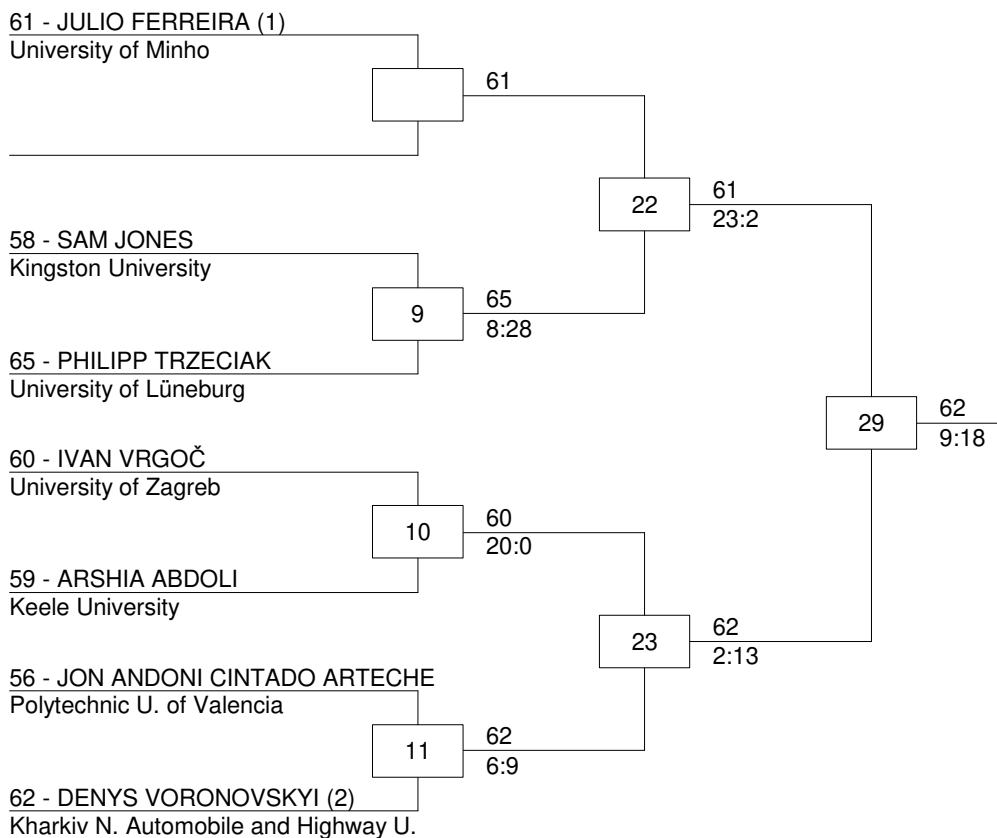 61 - JULIO FERREIRA (1)
University of Minho
61
22
61
23:2
58 - SAM JONES
Kingston University
9
65
8:28
65 - PHILIPP TRZECIAK
University of Lüneburg
29
62
9:18
60 - IVAN VRGOČ
University of Zagreb
10
60
20:0
59 - ARSHIA ABDOLI
Keele University
23
62
2:13
56 - JON ANDONI CINTADO ARTECHE
Polytechnic U. of Valencia
11
62
6:9
62 - DENYS VORONOVSKYI (2)
Kharkiv N. Automobile and Highway U.